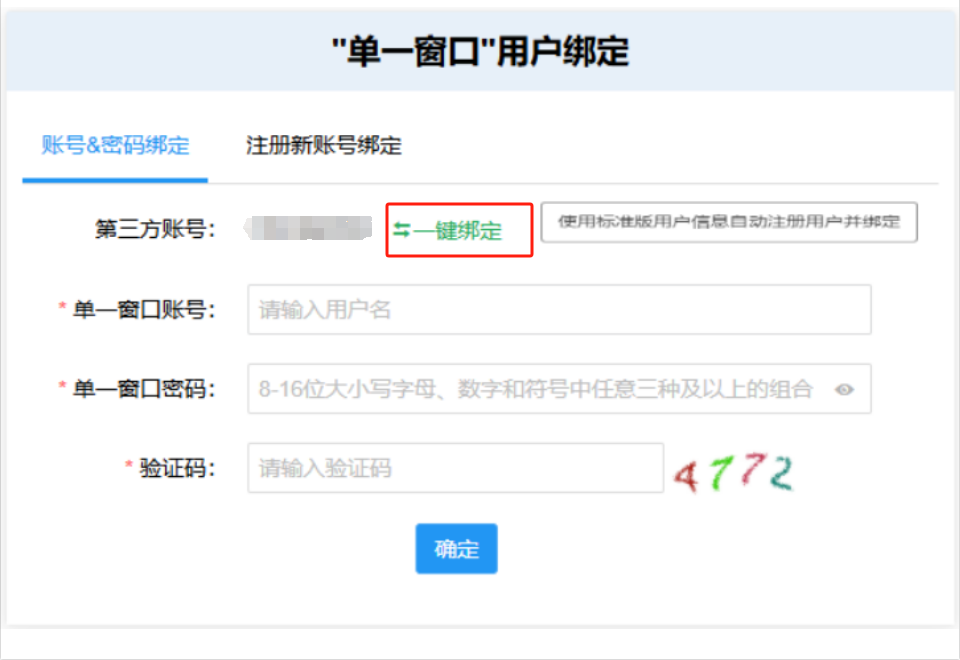 "单一窗口"用户绑定
账号&密码绑定 注册新账号绑定
第三方账号： ⇆一键绑定 使用标准版用户信息自动注册用户并绑定
* 单一窗口账号： 请输入用户名
* 单一窗口密码： 8-16位大小写字母、数字和符号中任意三种及以上的组合
* 验证码： 请输入验证码 4772
确定